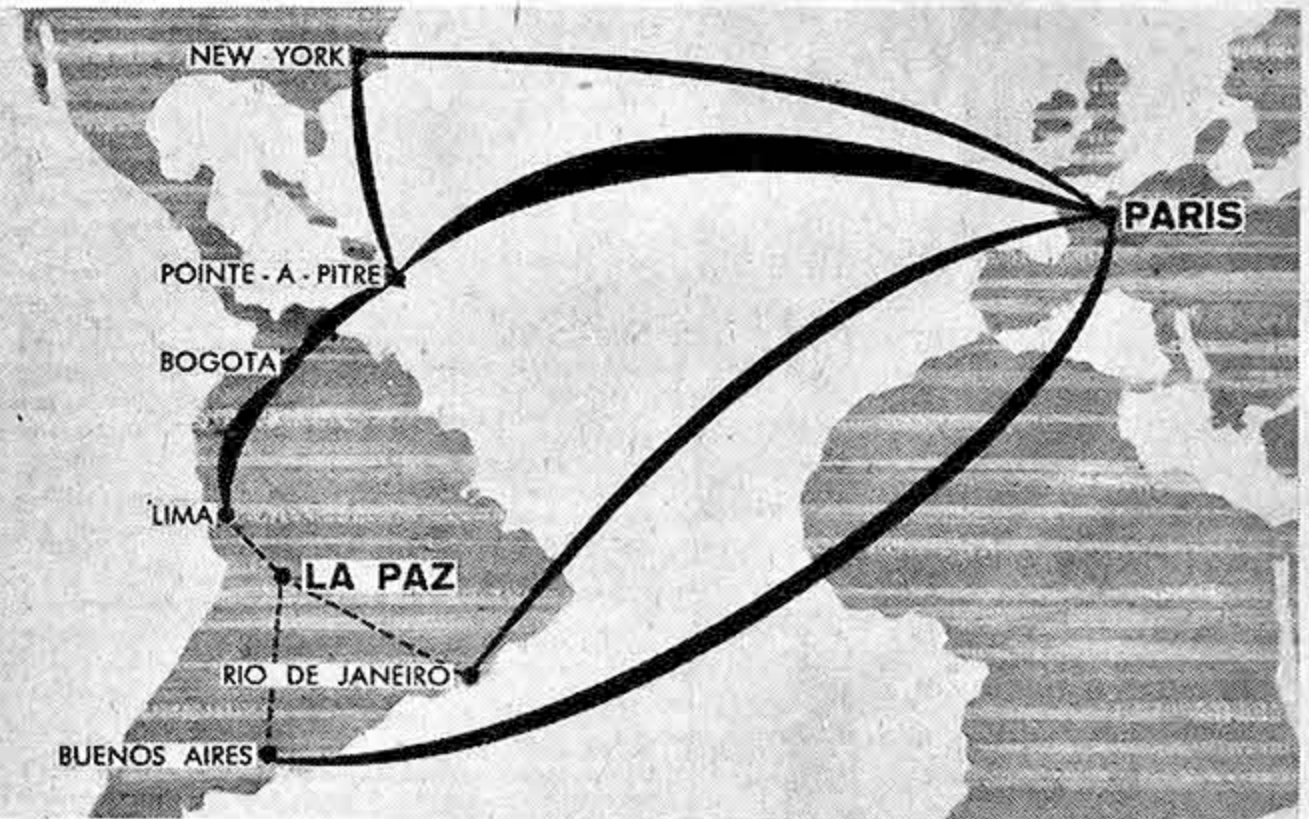 NEW - YORK
PARIS
POINTE - A - PITRE
BOGOTA
LIMA
LA PAZ
RIO DE JANEIRO
BUENOS AIRES